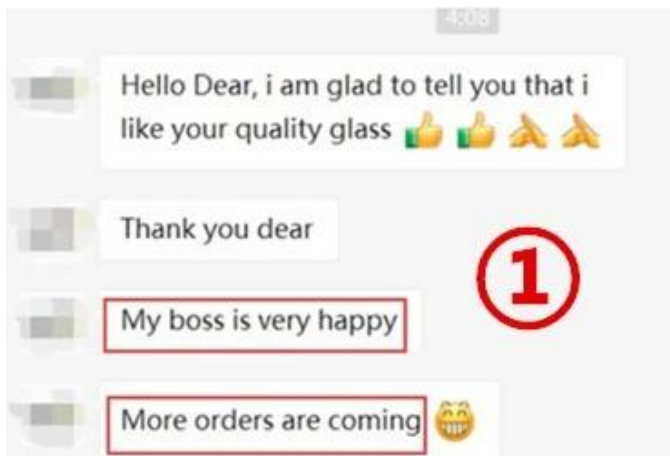 4:08
Hello Dear, i am glad to tell you that i
like your quality glass 👍 👍 🙏 🙏
Thank you dear
My boss is very happy
More orders are coming 😁
1